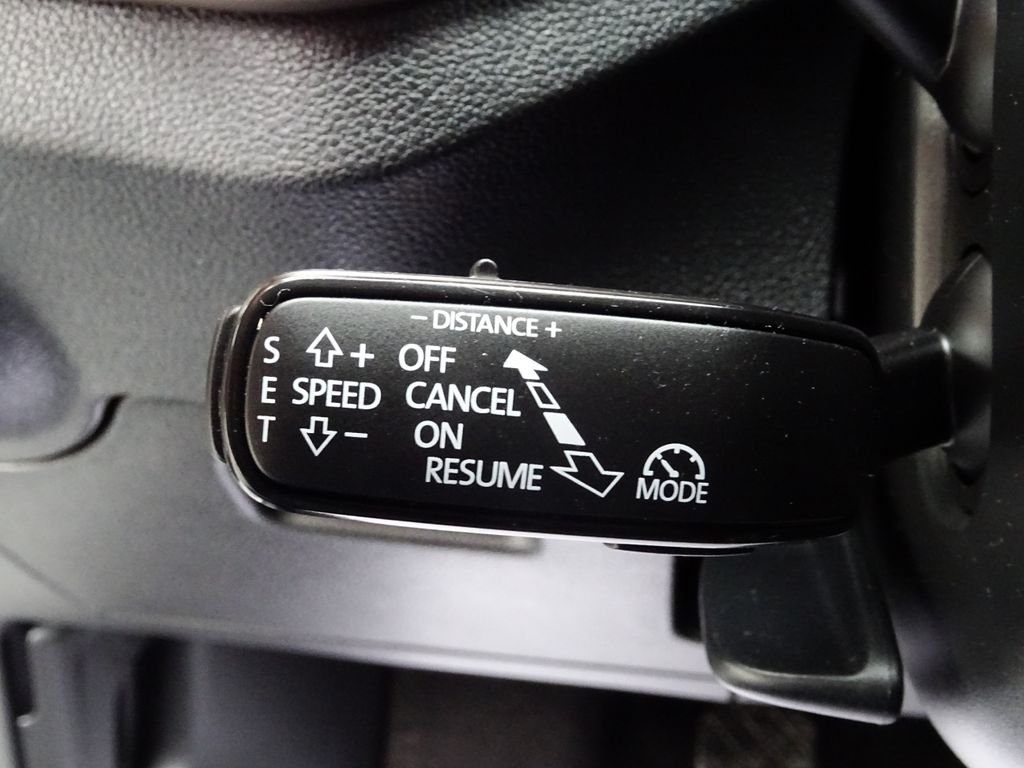 – DISTANCE +
S + OFF
E SPEED CANCEL
T – ON
RESUME
MODE